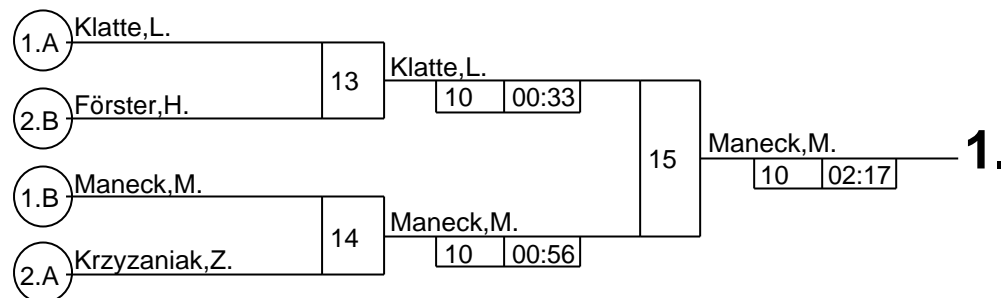 1.A Klatte,L.
13 Klatte,L.
10 00:33
2.B Förster,H.
15 Maneck,M. 1.
10 02:17
1.B Maneck,M.
14 Maneck,M.
10 00:56
2.A Krzyzaniak,Z.